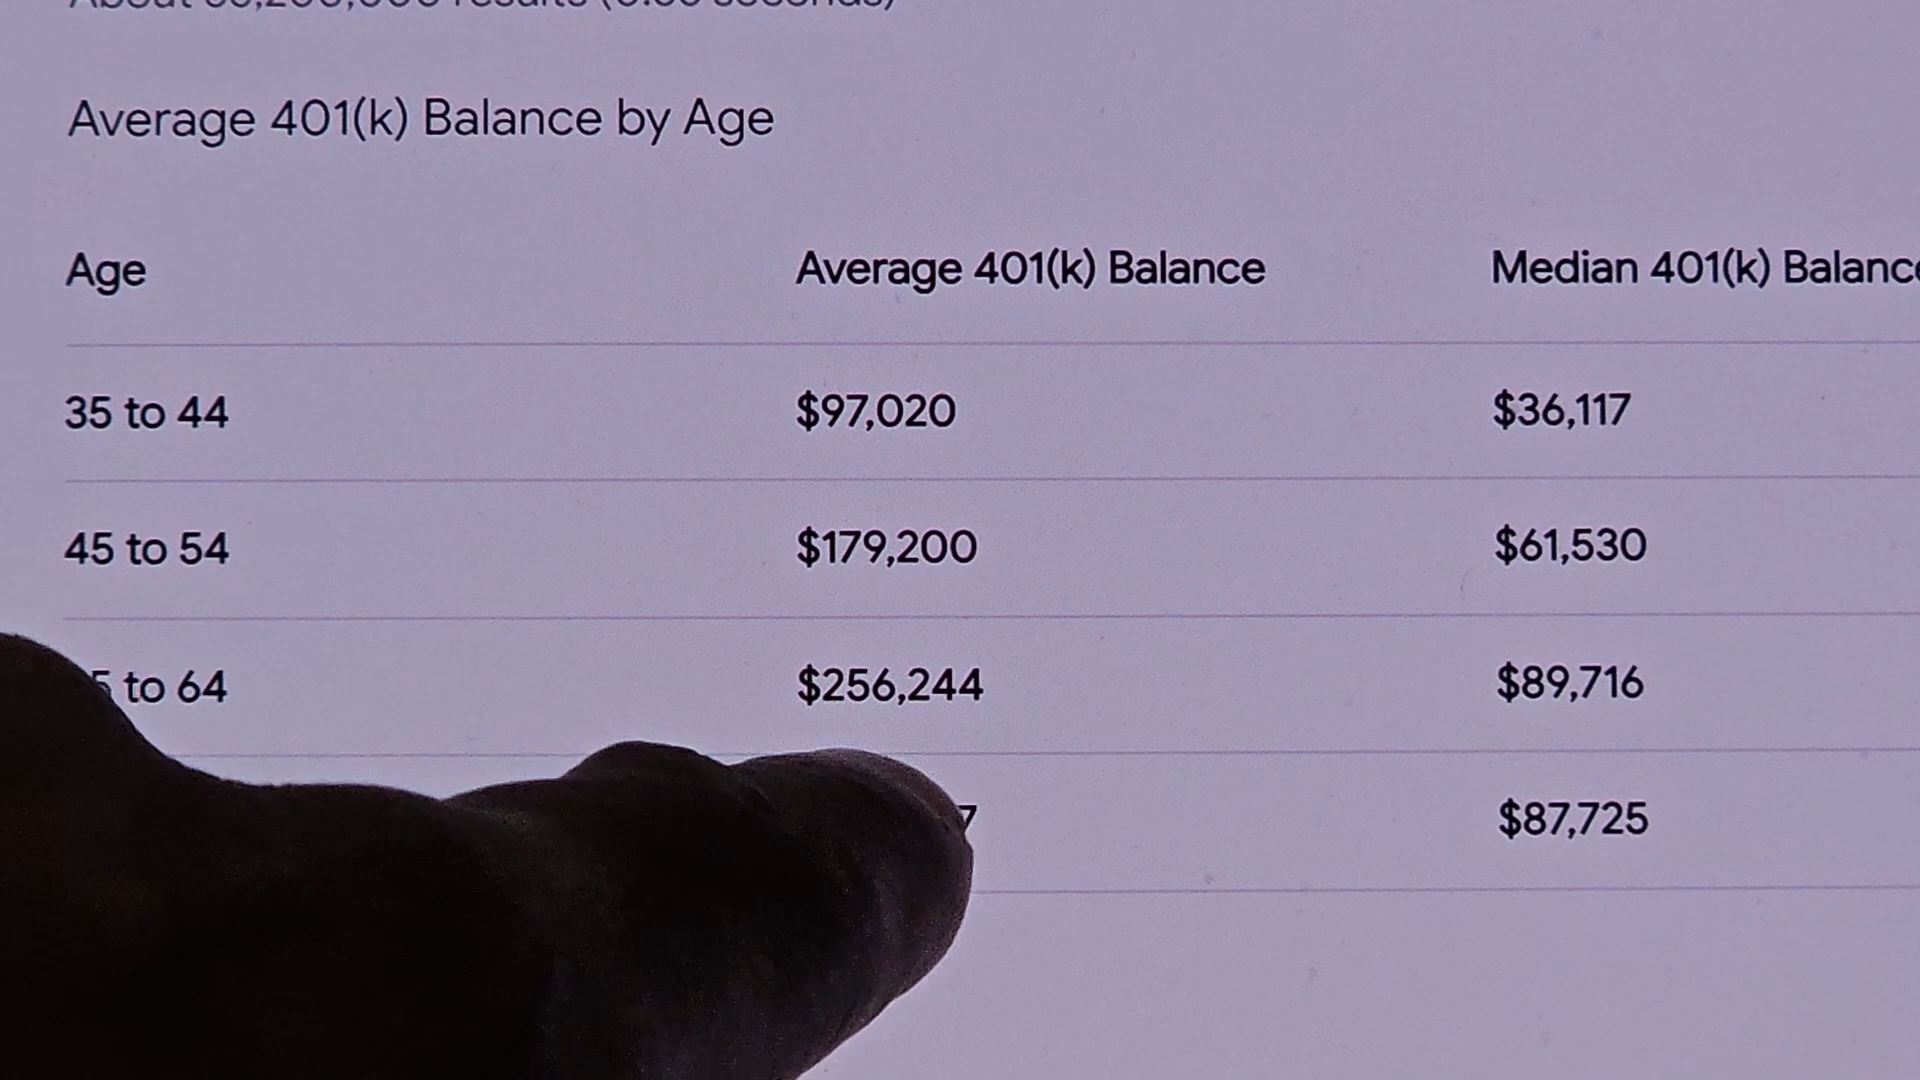 Average 401(k) Balance by Age
Age Average 401(k) Balance Median 401(k) Balance
35 to 44 $97,020 $36,117
45 to 54 $179,200 $61,530
to 64 $256,244 $89,716
$87,725